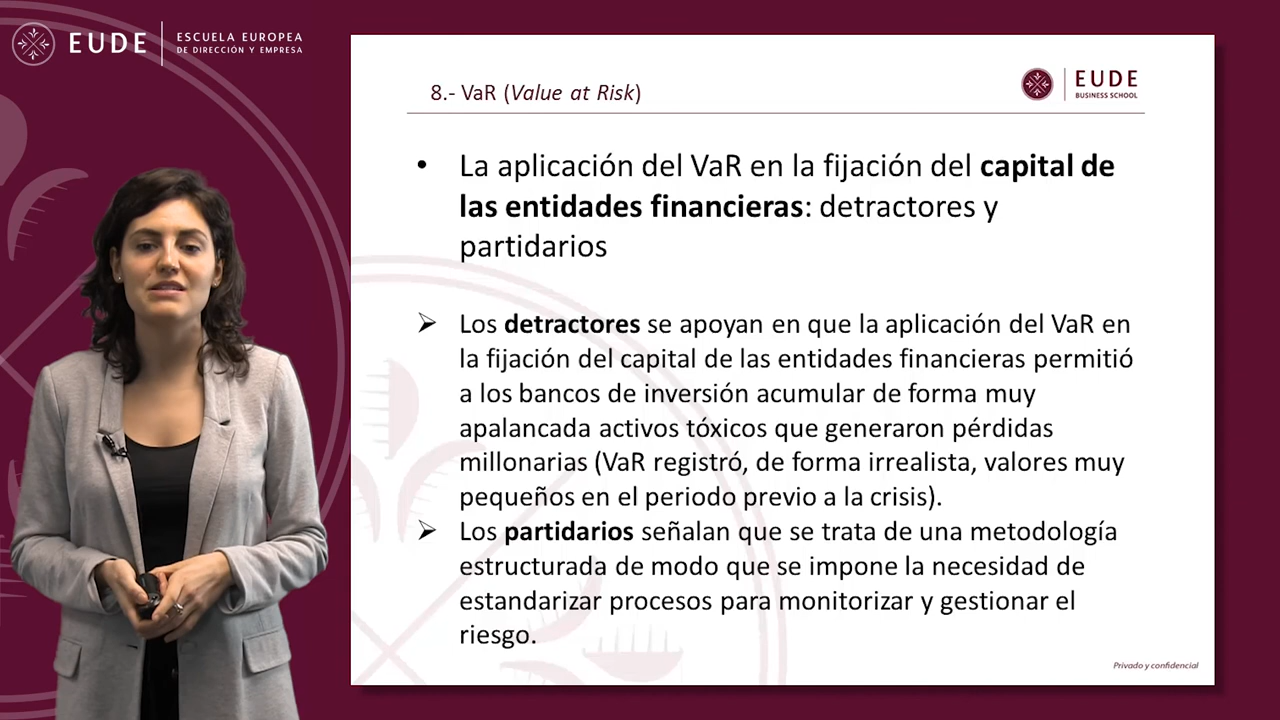 EUDE
ESCUELA EUROPEA
DE DIRECCIÓN Y EMPRESA
8.- VaR (Value at Risk)
EUDE
BUSINESS SCHOOL
• La aplicación del VaR en la fijación del capital de
las entidades financieras: detractores y
partidarios
➢ Los detractores se apoyan en que la aplicación del VaR en
la fijación del capital de las entidades financieras permitió
a los bancos de inversión acumular de forma muy
apalancada activos tóxicos que generaron pérdidas
millonarias (VaR registró, de forma irrealista, valores muy
pequeños en el periodo previo a la crisis).
➢ Los partidarios señalan que se trata de una metodología
estructurada de modo que se impone la necesidad de
estandarizar procesos para monitorizar y gestionar el
riesgo.
Privado y confidencial